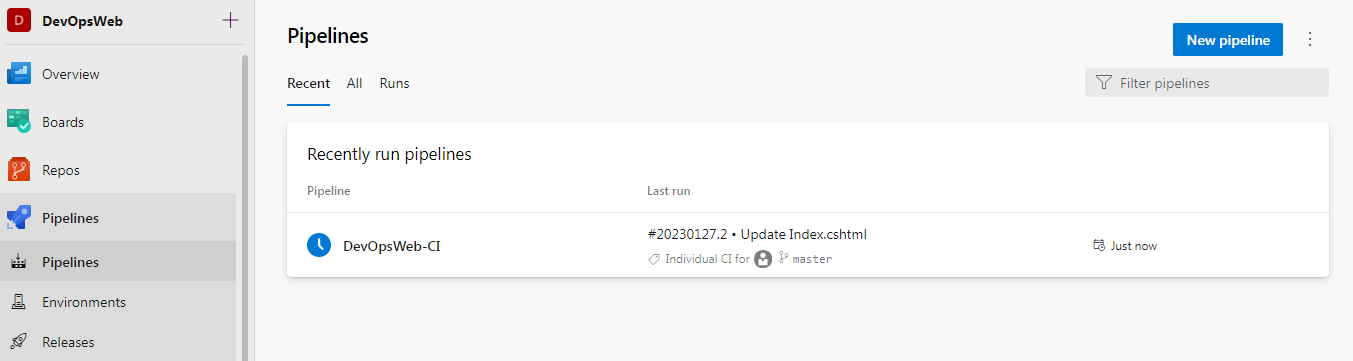 D DevOpsWeb
Overview
Boards
Repos
Pipelines
Pipelines
Environments
Releases
Pipelines
New pipeline
Recent All Runs
Filter pipelines
Recently run pipelines
Pipeline Last run
DevOpsWeb-CI
#20230127.2 • Update Index.cshtml
Individual CI for master
Just now